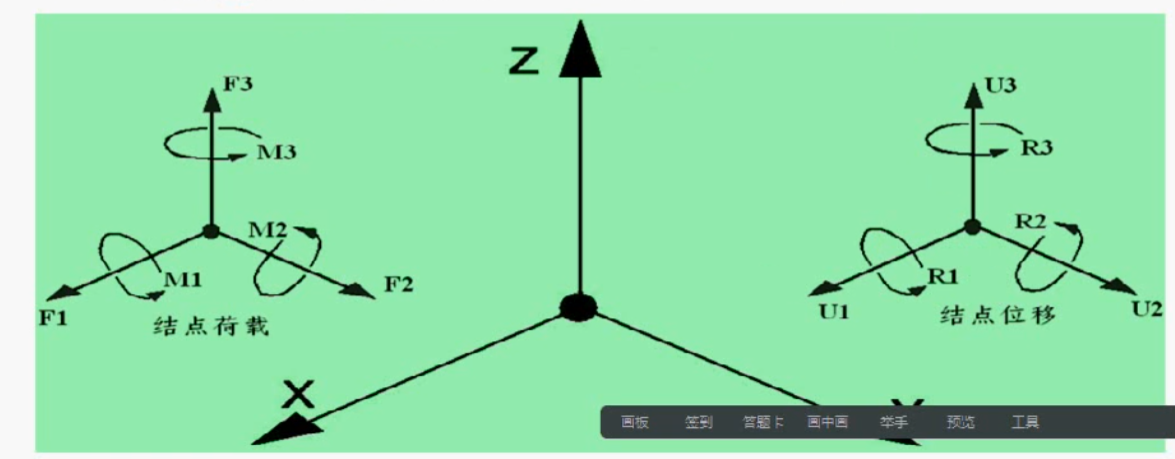 Z
F3
M3
M2
M1
F2
F1
结点荷载
X
U3
R3
R2
R1
U1
U2
结点位移
画板 签到 答题卡 画中画 举手 预览 工具